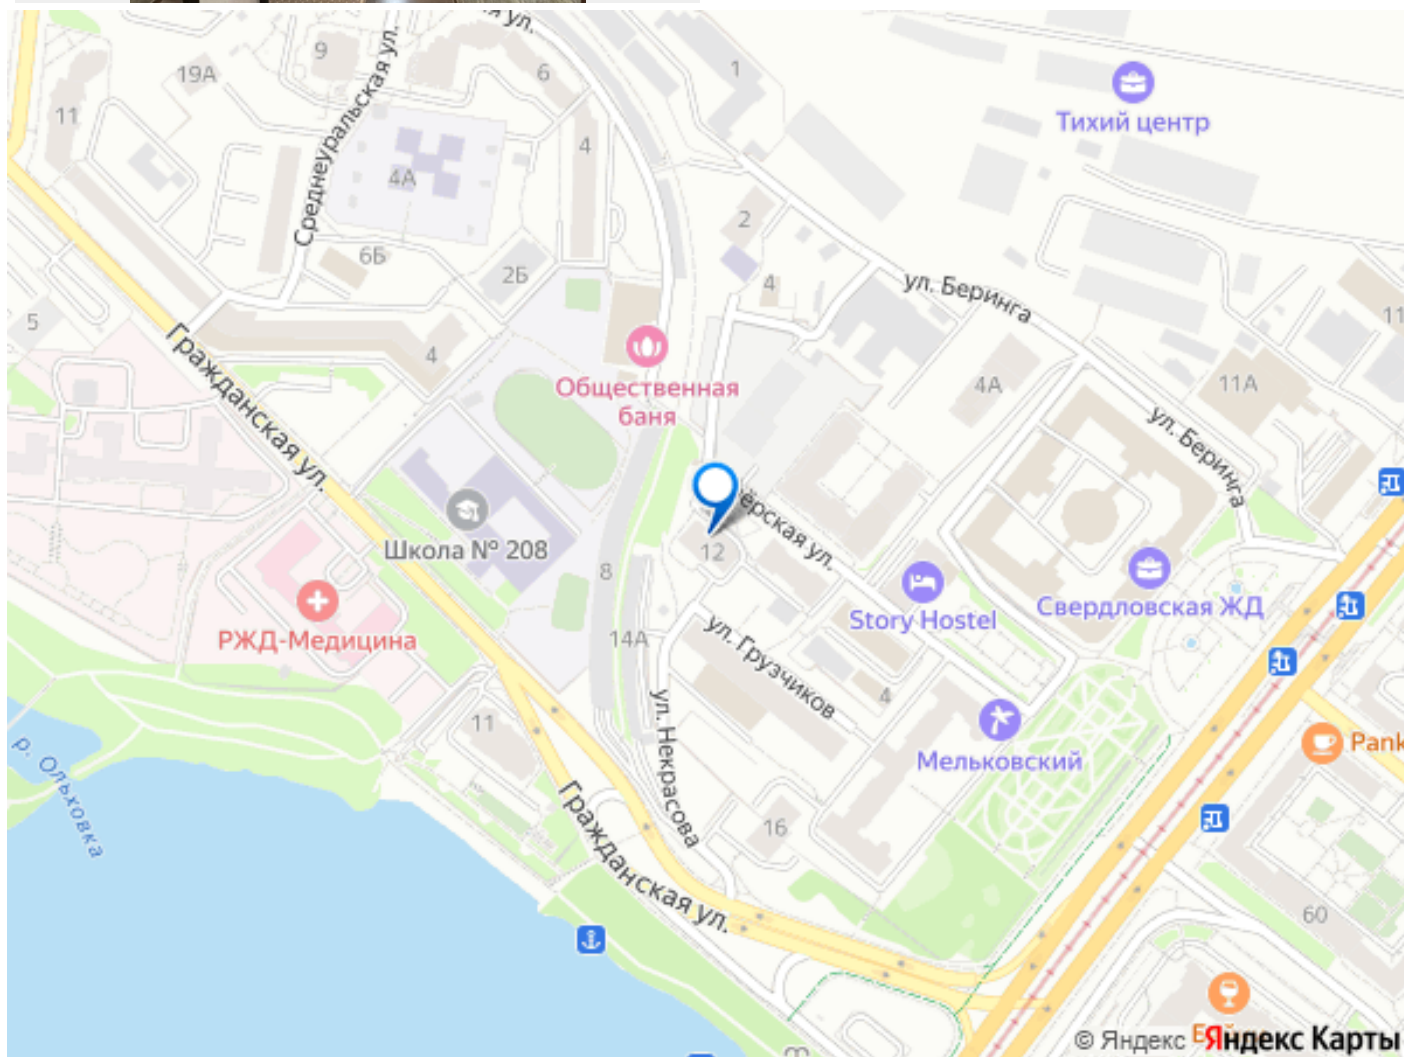 ая ул.
9
1
19А
6
Тихий центр
11
Среднеуральская ул.
4
4А
2
6Б
2Б
4
ул. Беринга
5
11
Гражданская ул.
4
Общественная
баня
4А
11А
ул. Беринга
ёрская ул.
Школа № 208
12
8
Story Hostel
Свердловская ЖД
РЖД-Медицина
14А
ул. Грузчиков
4
11
ул. Некрасова
Мельковский
Pank
р. Ольховка
Гражданская ул.
16
60
© Яндекс
Яндекс Карты